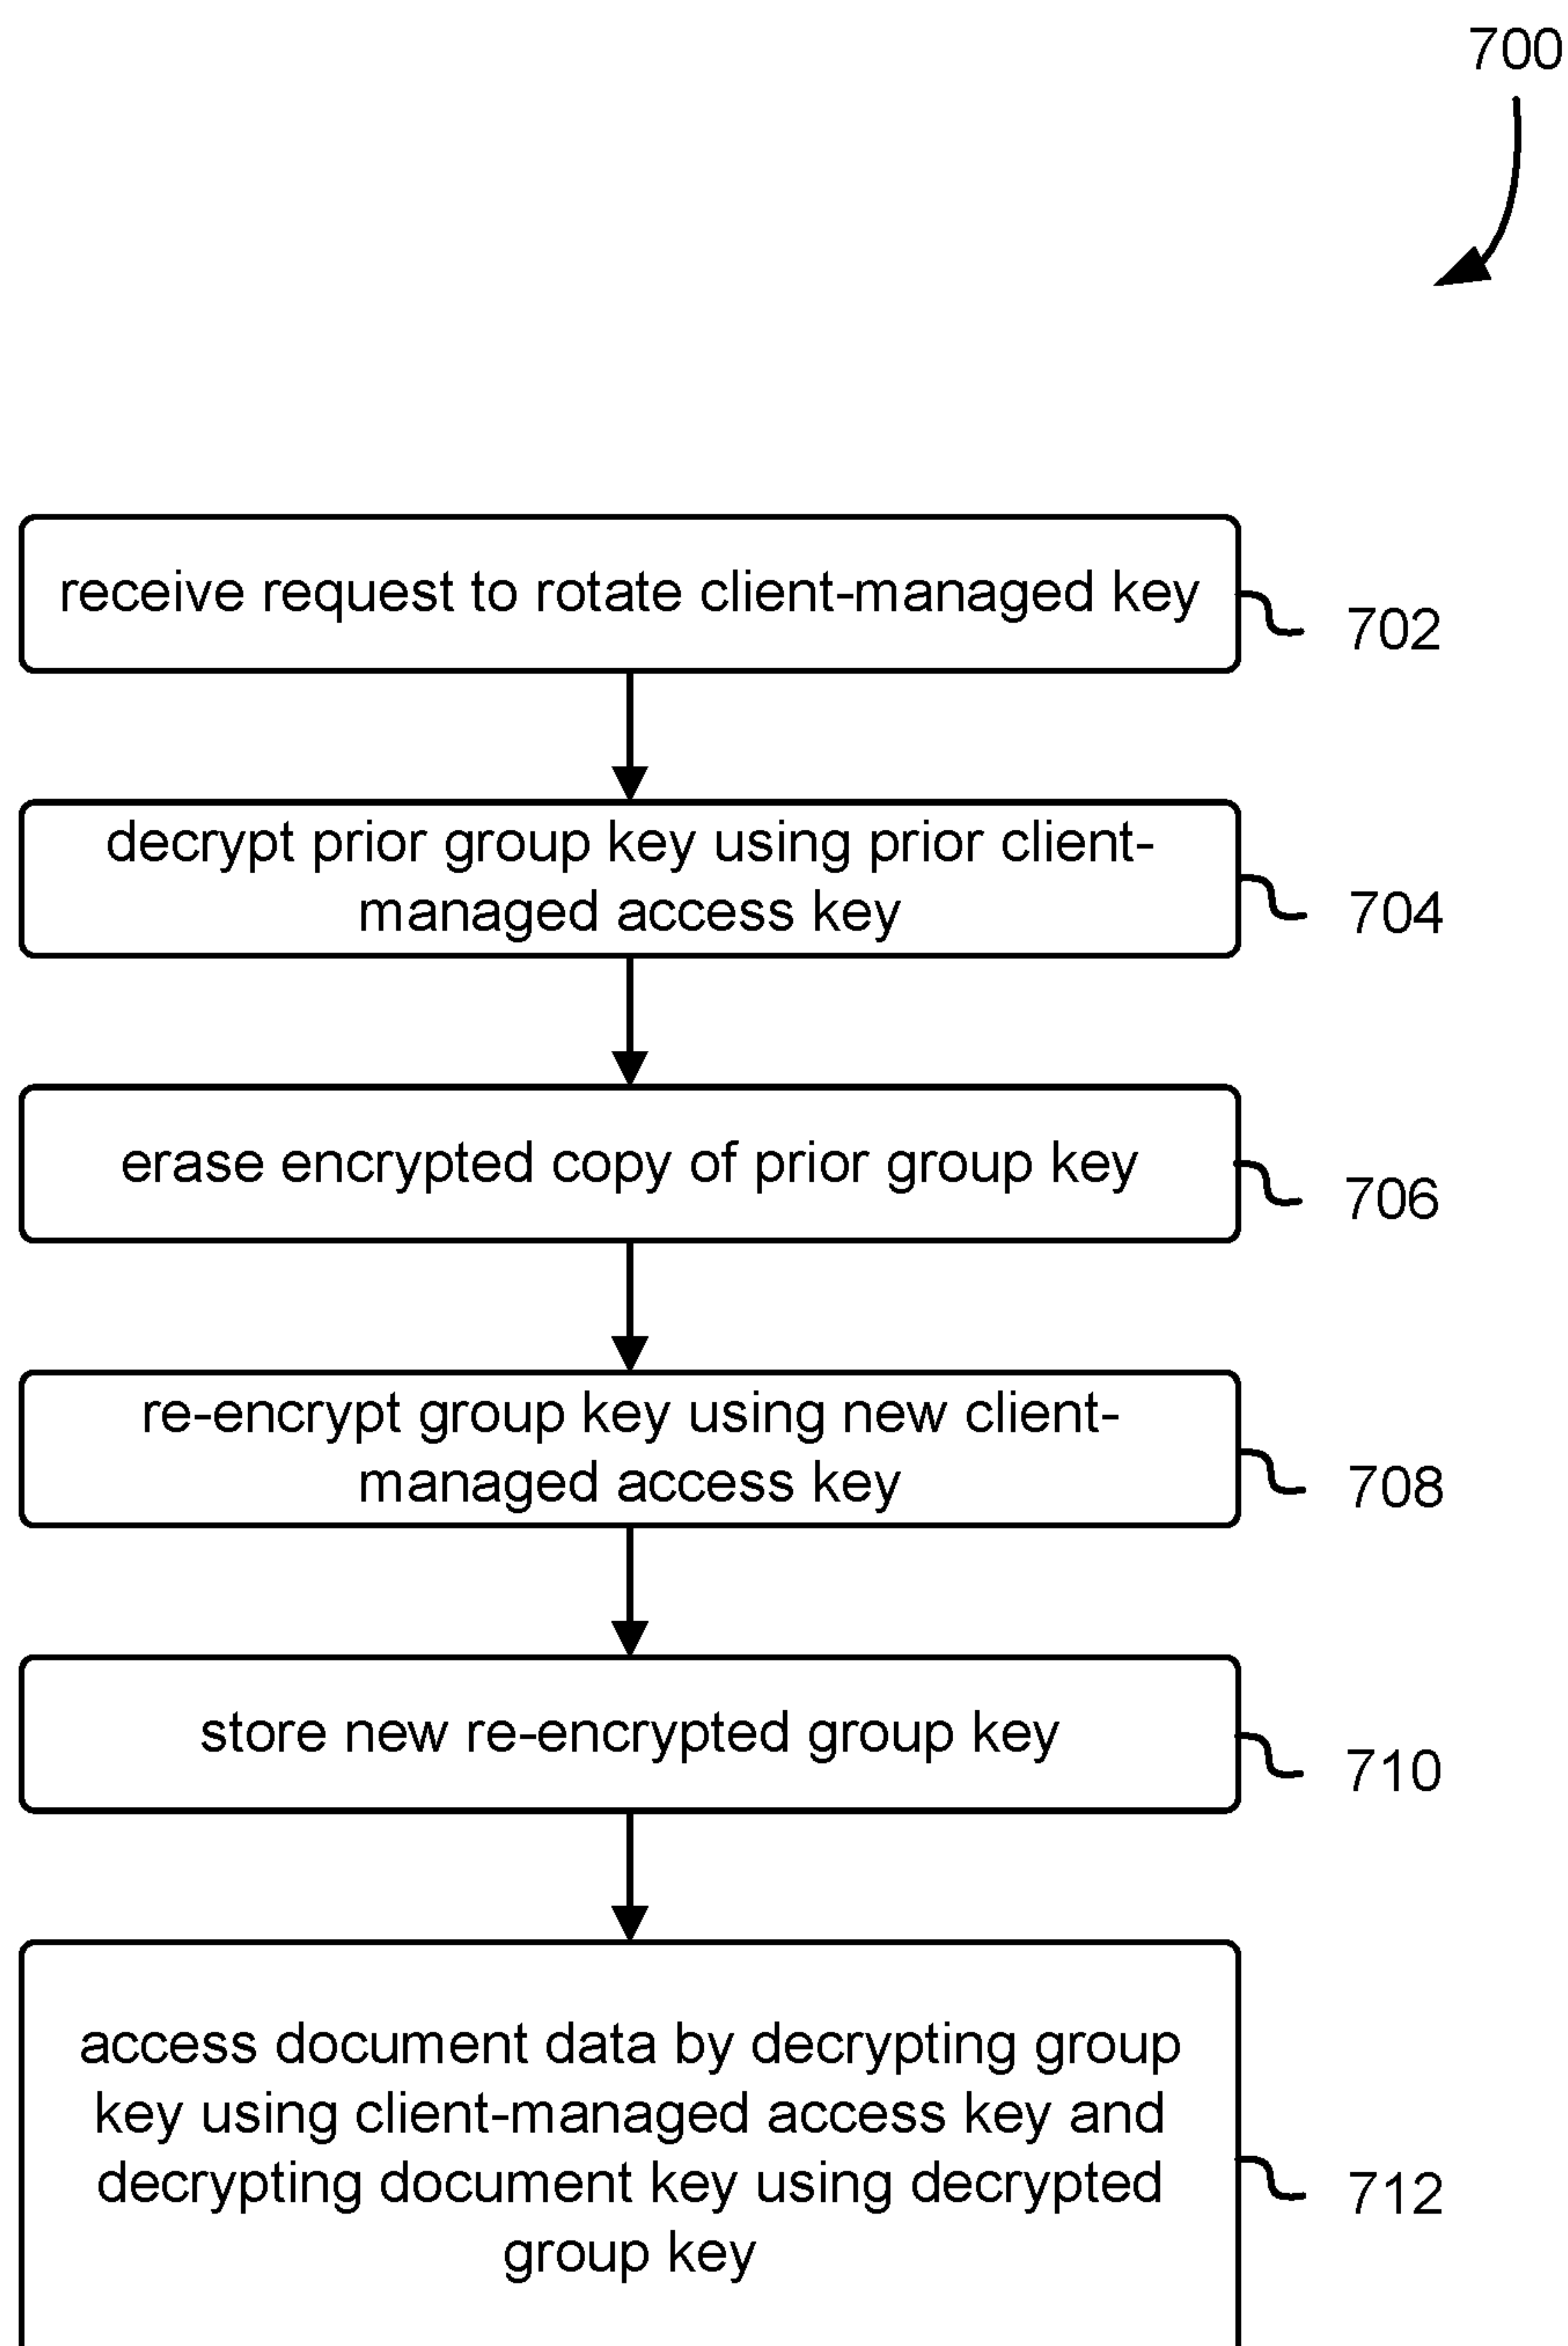 700
receive request to rotate client-managed key
702
decrypt prior group key using prior client-
managed access key
704
erase encrypted copy of prior group key
706
re-encrypt group key using new client-
managed access key
708
store new re-encrypted group key
710
access document data by decrypting group
key using client-managed access key and
decrypting document key using decrypted
group key
712